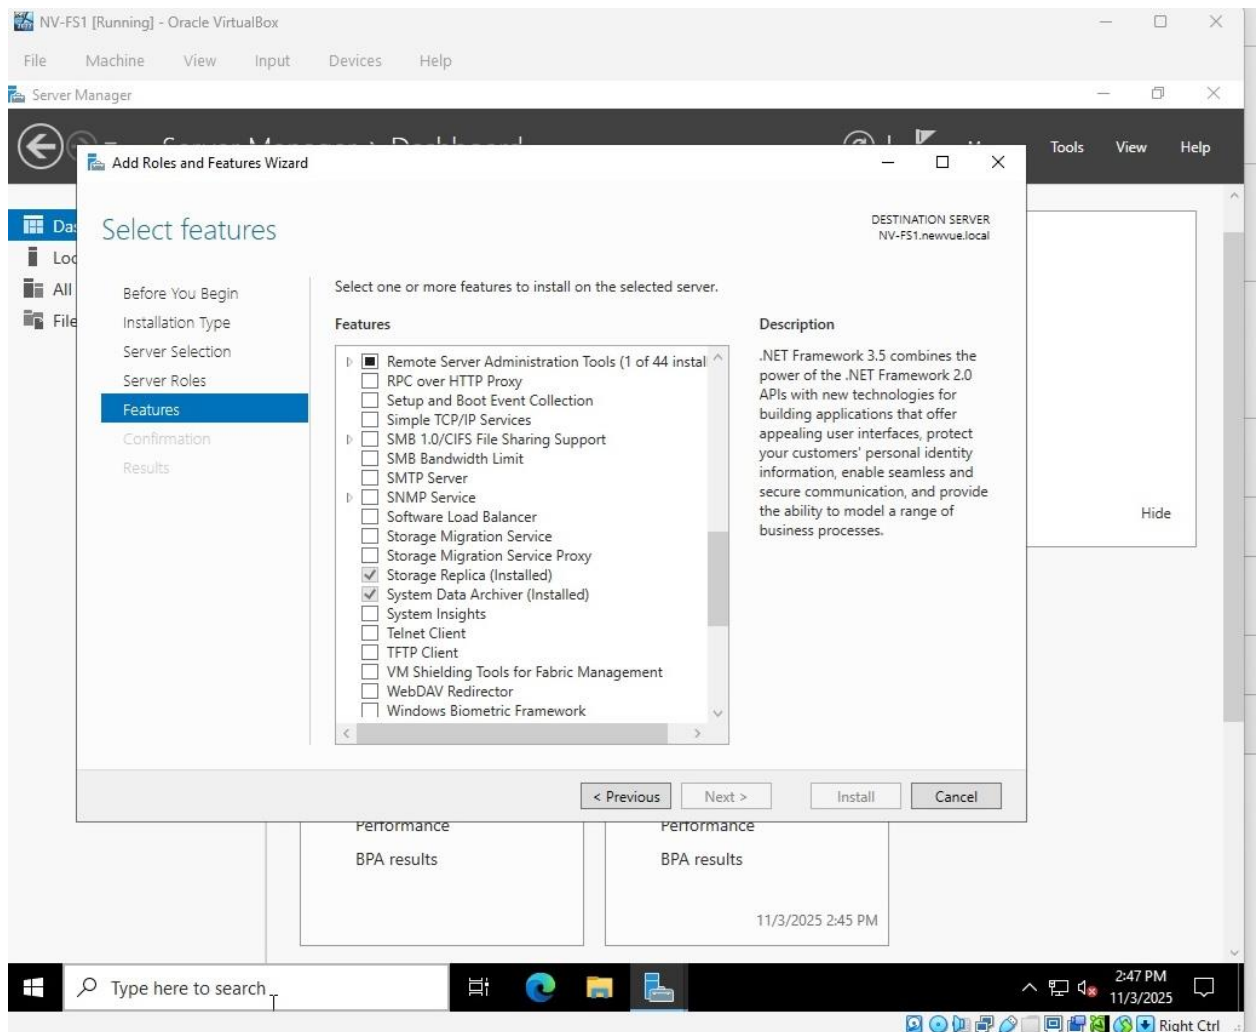 NV-FS1 [Running] - Oracle VirtualBox
File Machine View Input Devices Help
Server Manager
Tools View Help
Add Roles and Features Wizard
Select features
DESTINATION SERVER
NV-FS1.newvue.local
Before You Begin
Installation Type
Server Selection
Server Roles
Features
Confirmation
Results
Select one or more features to install on the selected server.
Features
Remote Server Administration Tools (1 of 44 instal
RPC over HTTP Proxy
Setup and Boot Event Collection
Simple TCP/IP Services
SMB 1.0/CIFS File Sharing Support
SMB Bandwidth Limit
SMTP Server
SNMP Service
Software Load Balancer
Storage Migration Service
Storage Migration Service Proxy
Storage Replica (Installed)
System Data Archiver (Installed)
System Insights
Telnet Client
TFTP Client
VM Shielding Tools for Fabric Management
WebDAV Redirector
Windows Biometric Framework
Description
.NET Framework 3.5 combines the
power of the .NET Framework 2.0
APIs with new technologies for
building applications that offer
appealing user interfaces, protect
your customers' personal identity
information, enable seamless and
secure communication, and provide
the ability to model a range of
business processes.
< Previous Next > Install Cancel
Das
Loc
All
File
Hide
Performance Performance
BPA results BPA results
11/3/2025 2:45 PM
Type here to search
2:47 PM
11/3/2025
Right Ctrl